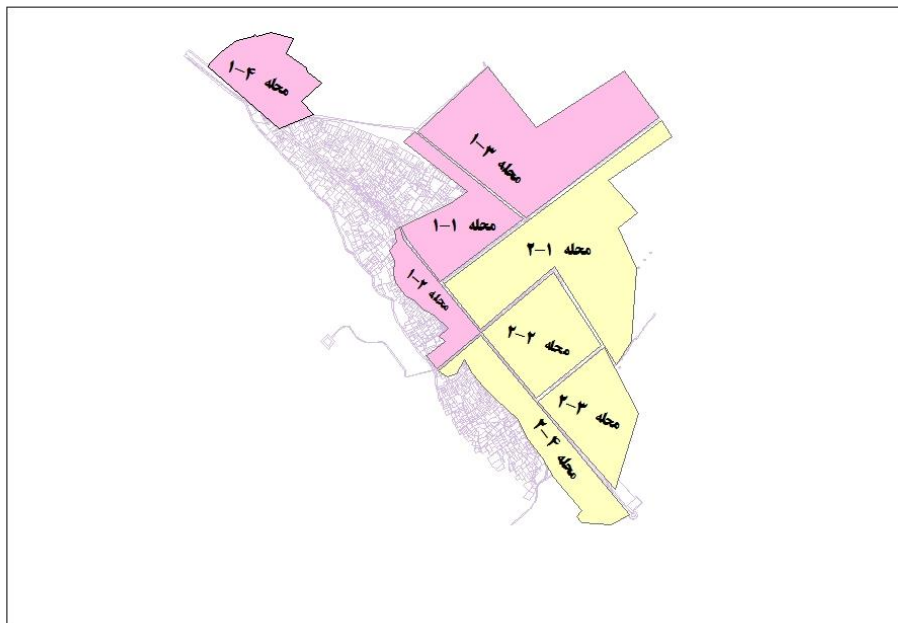 محله ۱-۴
محله ۱-۳
محله ۱-۱
محله ۲-۱
محله ۱-۲
محله ۲-۲
محله ۲-۳
محله ۲-۴